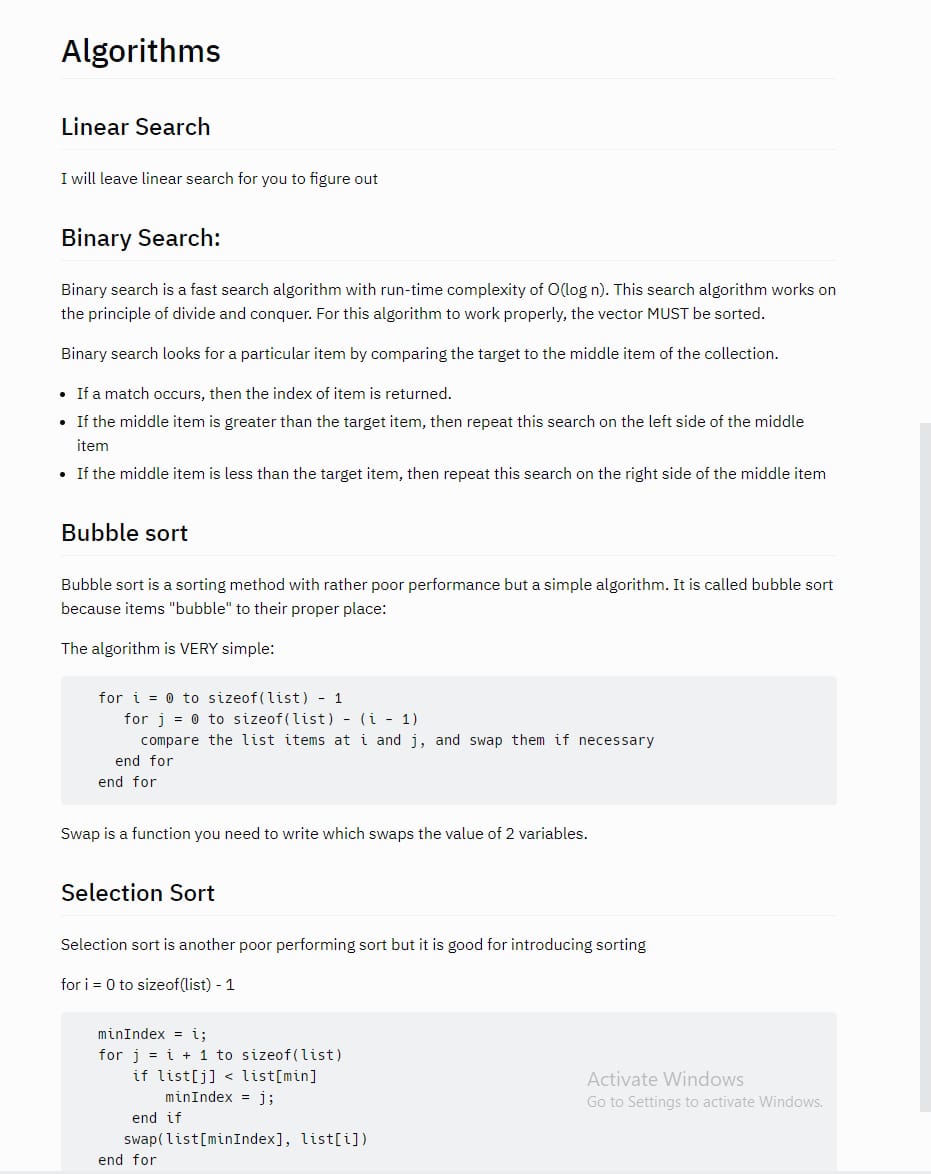 Algorithms
Linear Search
I will leave linear search for you to figure out
Binary Search:
Binary search is a fast search algorithm with run-time complexity of O(log n). This search algorithm works on
the principle of divide and conquer. For this algorithm to work properly, the vector MUST be sorted.
Binary search looks for a particular item by comparing the target to the middle item of the collection.
• If a match occurs, then the index of item is returned.
• If the middle item is greater than the target item, then repeat this search on the left side of the middle
item
• If the middle item is less than the target item, then repeat this search on the right side of the middle item
Bubble sort
Bubble sort is a sorting method with rather poor performance but a simple algorithm. It is called bubble sort
because items "bubble" to their proper place:
The algorithm is VERY simple:
for i = 0 to sizeof(list) - 1
for j = 0 to sizeof(list) - (i - 1)
compare the list items at i and j, and swap them if necessary
end for
end for
Swap is a function you need to write which swaps the value of 2 variables.
Selection Sort
Selection sort is another poor performing sort but it is good for introducing sorting
for i = 0 to sizeof(list) - 1
minIndex = i;
for j = i + 1 to sizeof(list)
if list[j] < list[min]
minIndex = j;
end if
swap(list[minIndex], list[i])
end for
Activate Windows
Go to Settings to activate Windows.